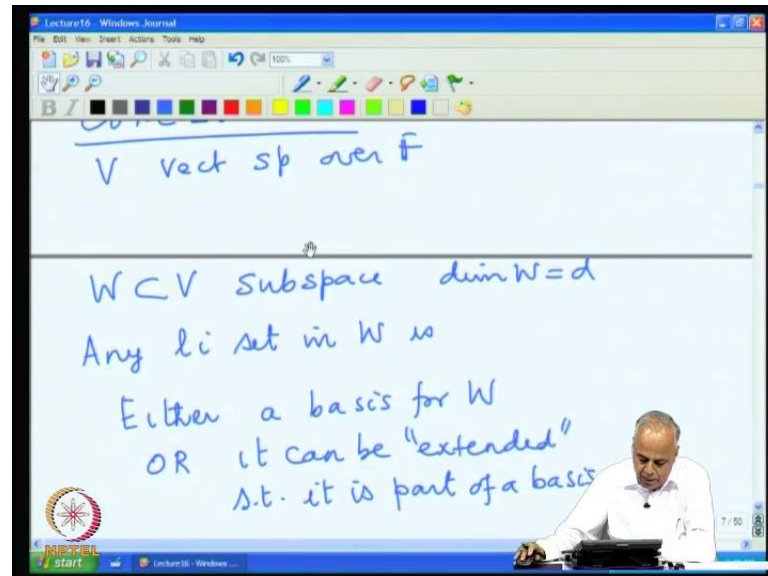 Lecture16 - Windows Journal
File Edit View Insert Actions Tools Help
100%
B I
V vect sp over F
W ⊂ V subspace dim W = d
Any li set in W is
Either a basis for W
OR it can be "extended"
s.t. it is part of a basis
7 / 50
NPTEL
start Lecture16 - Windows ...